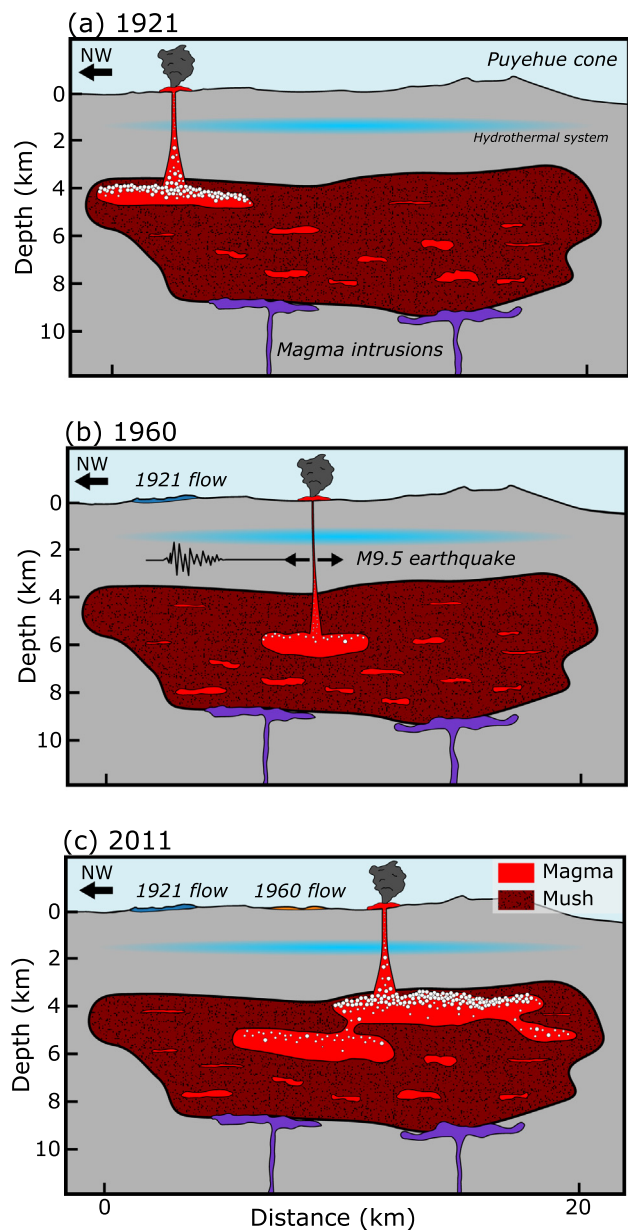 (a) 1921
NW
Puyehue cone
0
Hydrothermal system
2
4
6
8
10
Depth (km)
Magma intrusions
(b) 1960
NW
1921 flow
0
2
M9.5 earthquake
4
6
8
10
Depth (km)
(c) 2011
NW
1921 flow
1960 flow
Magma
Mush
0
2
4
6
8
10
Depth (km)
0
20
Distance (km)